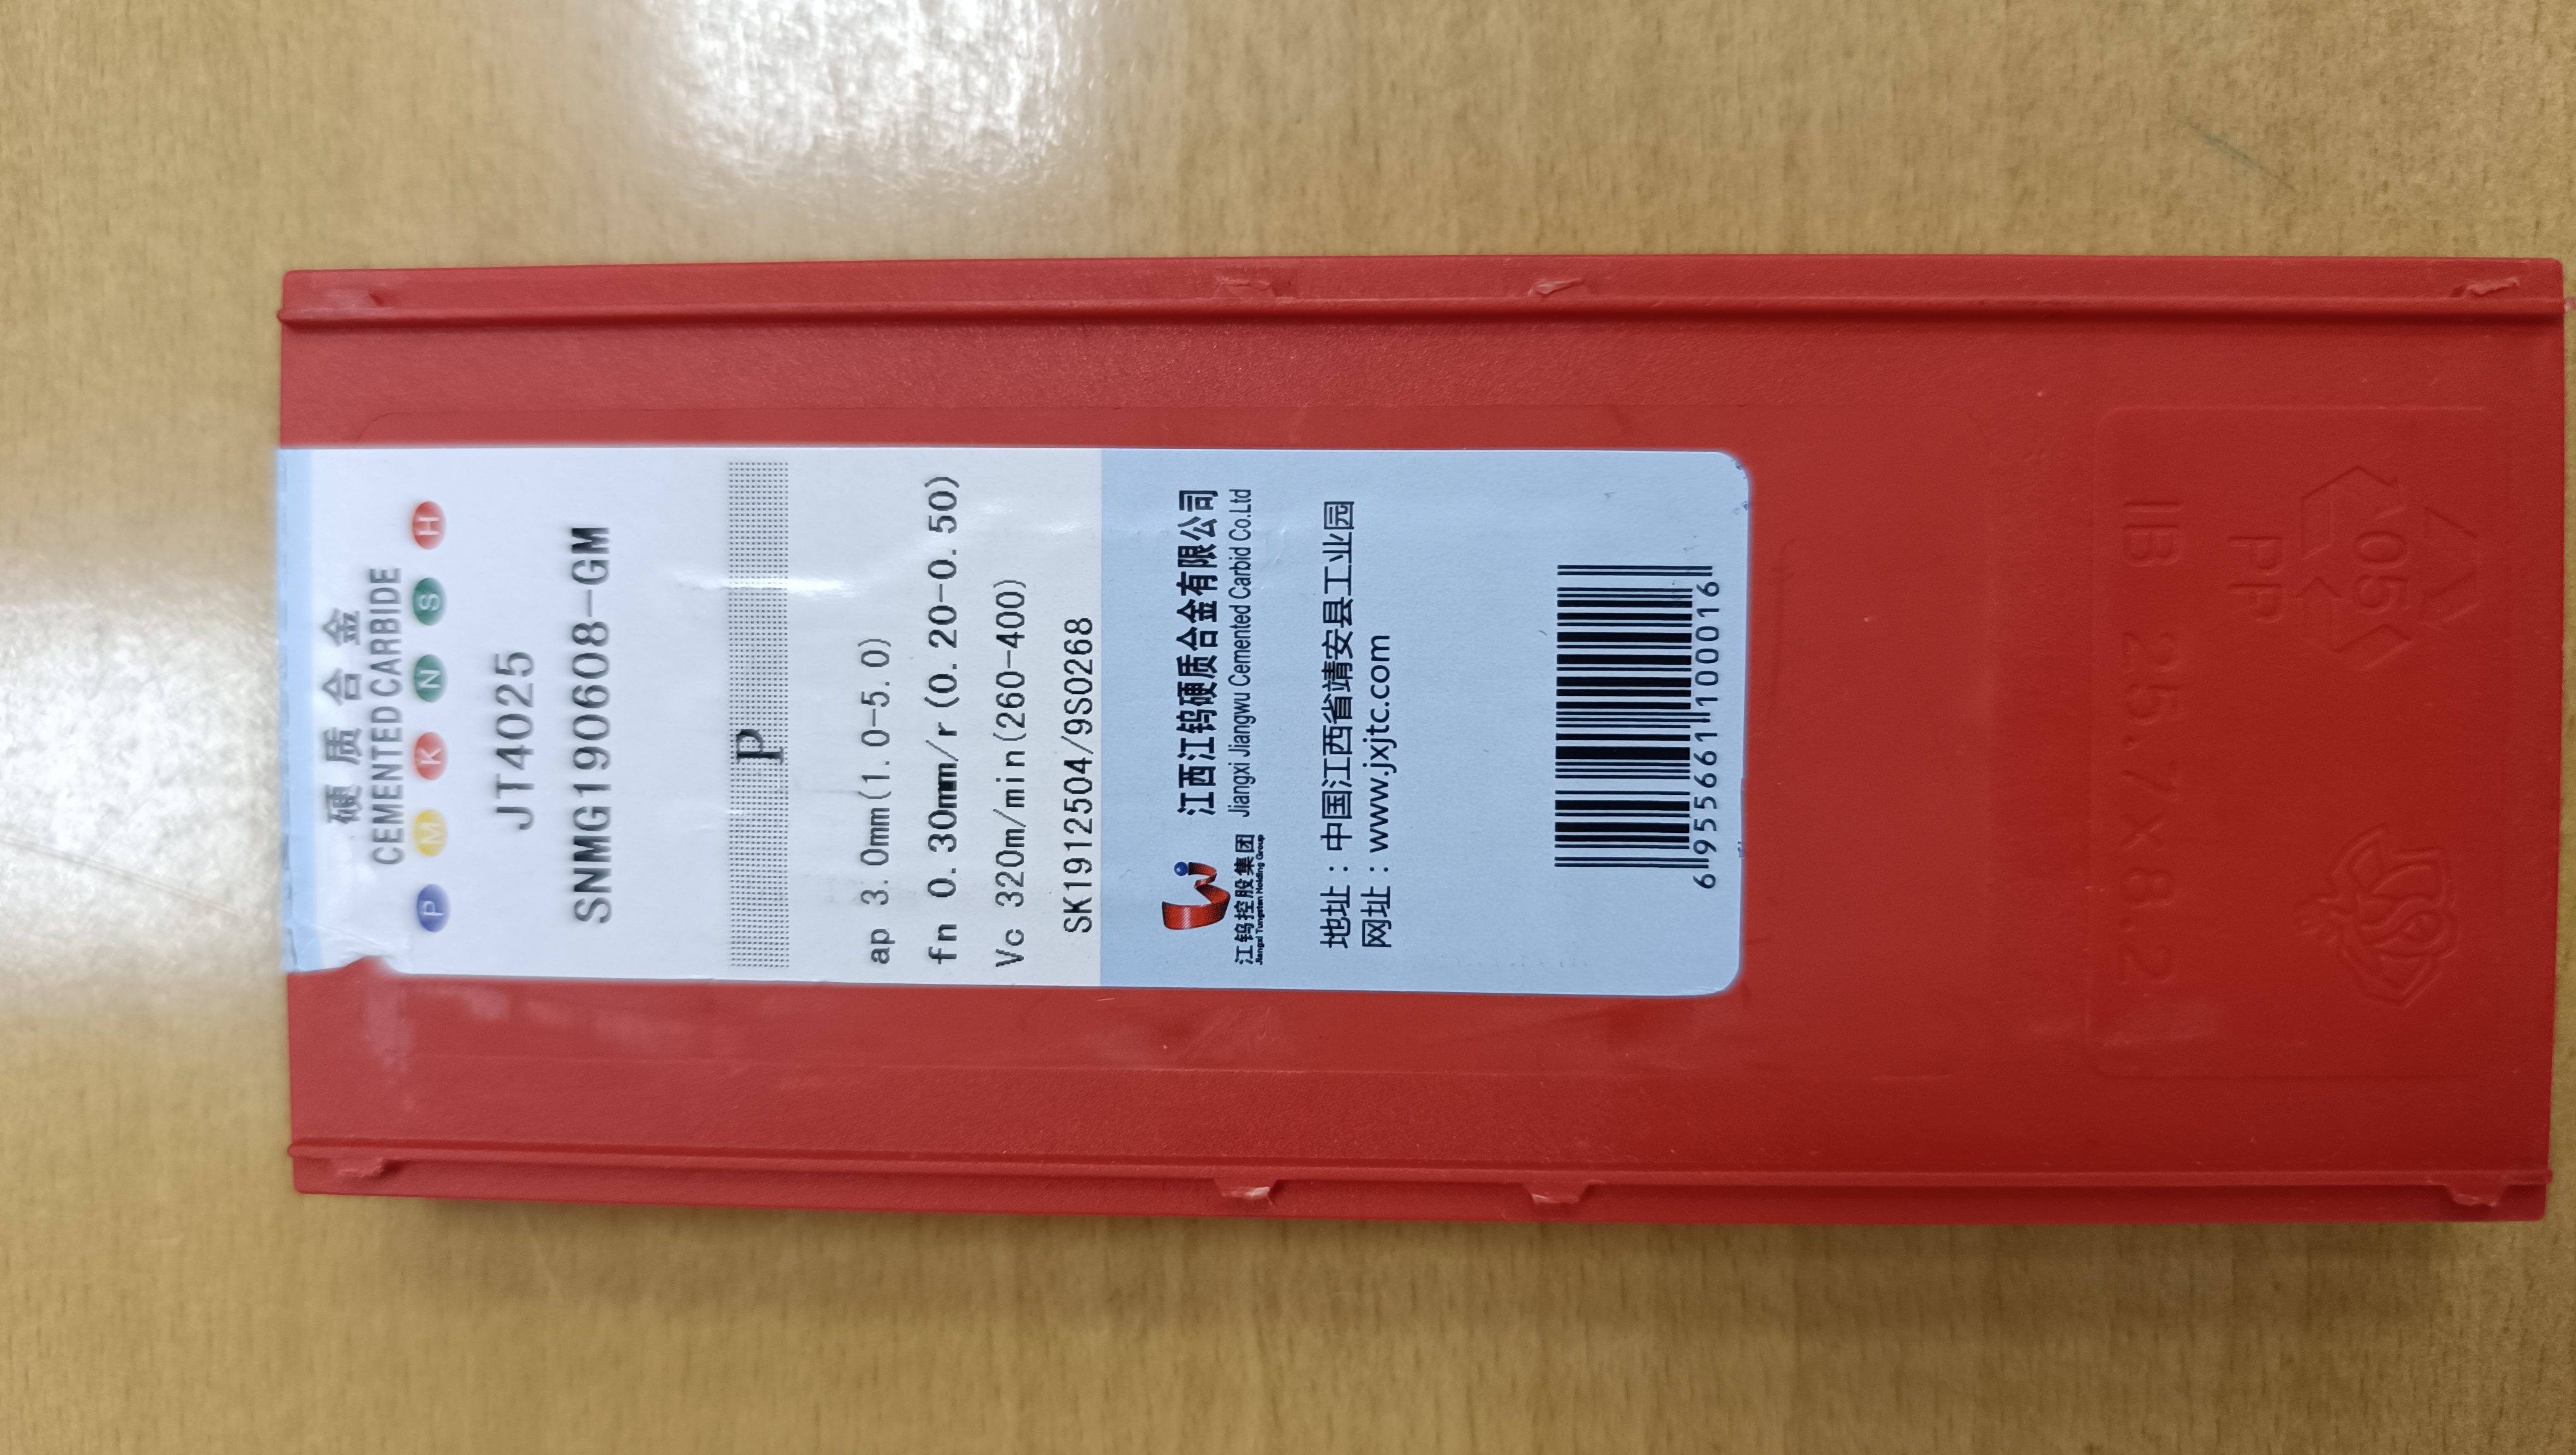 硬质合金
CEMENTED CARBIDE
P M K N S H
JT4025
SNMG190608-GM
P
ap 3.0mm(1.0-5.0)
fn 0.30mm/r(0.20-0.50)
Vc 320m/min(260-400)
SK1912504/9S0268
江西江钨硬质合金有限公司
Jiangxi Jiangwu Cemented Carbid Co.Ltd
江钨控股集团
Jiangxi Tungsten Holding Group
地址：中国江西省靖安县工业园
网址：www.jxjtc.com
6955661100016
IB 25.7x8.2
PP
05